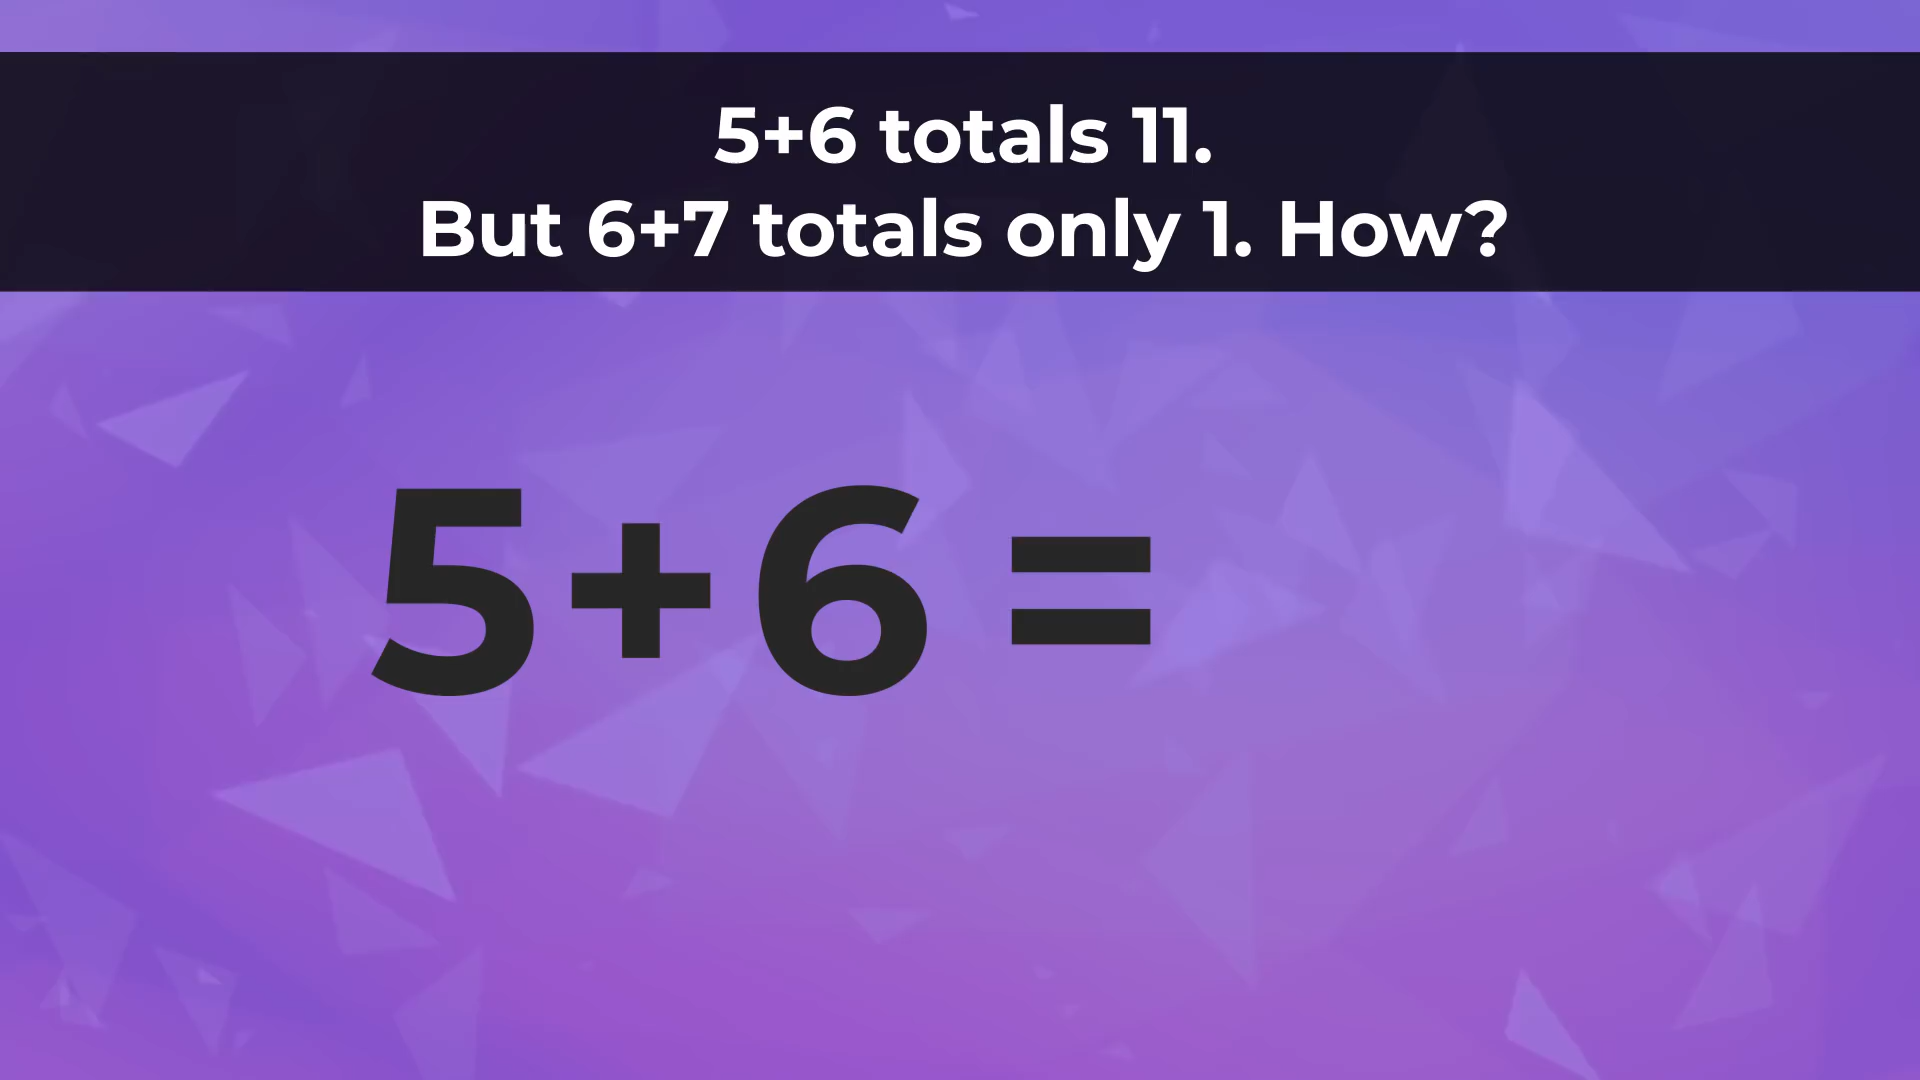 5+6 totals 11.
But 6+7 totals only 1. How?
5+6 =